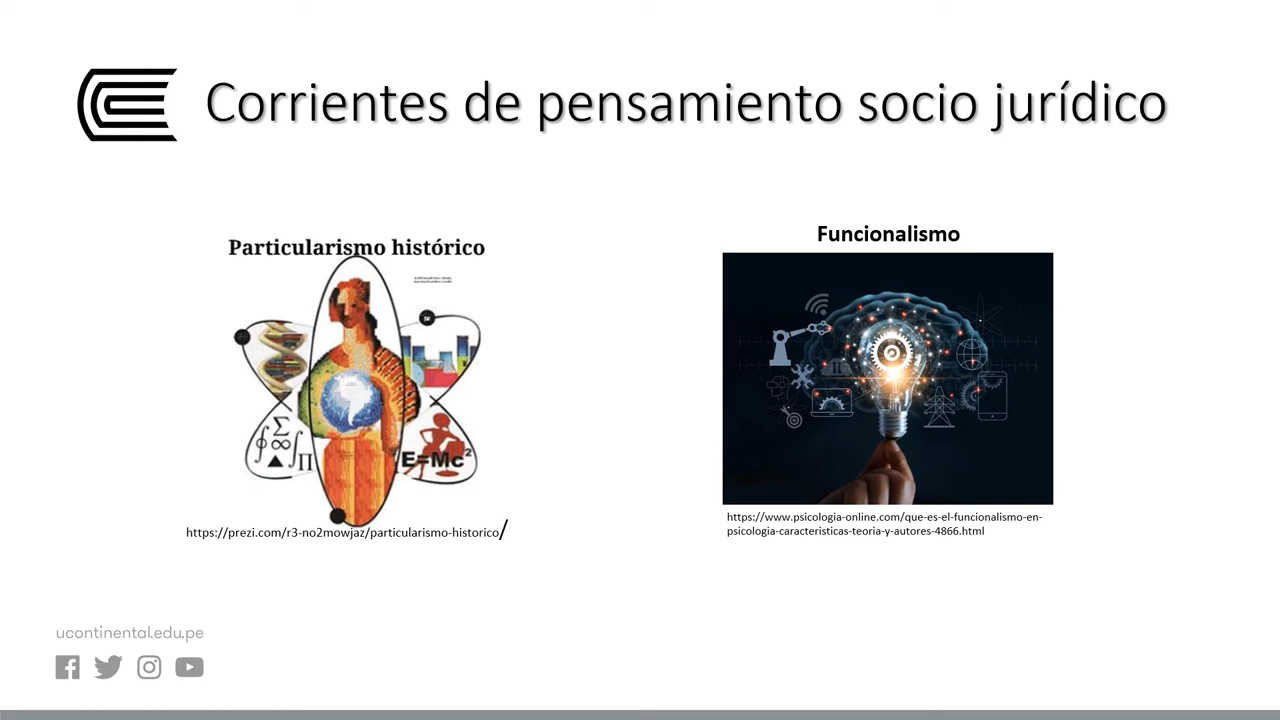 Corrientes de pensamiento socio jurídico
Particularismo histórico
E=Mc²
https://prezi.com/r3-no2mowjaz/particularismo-historico/
Funcionalismo
https://www.psicologia-online.com/que-es-el-funcionalismo-en-
psicologia-caracteristicas-teoria-y-autores-4866.html
ucontinental.edu.pe